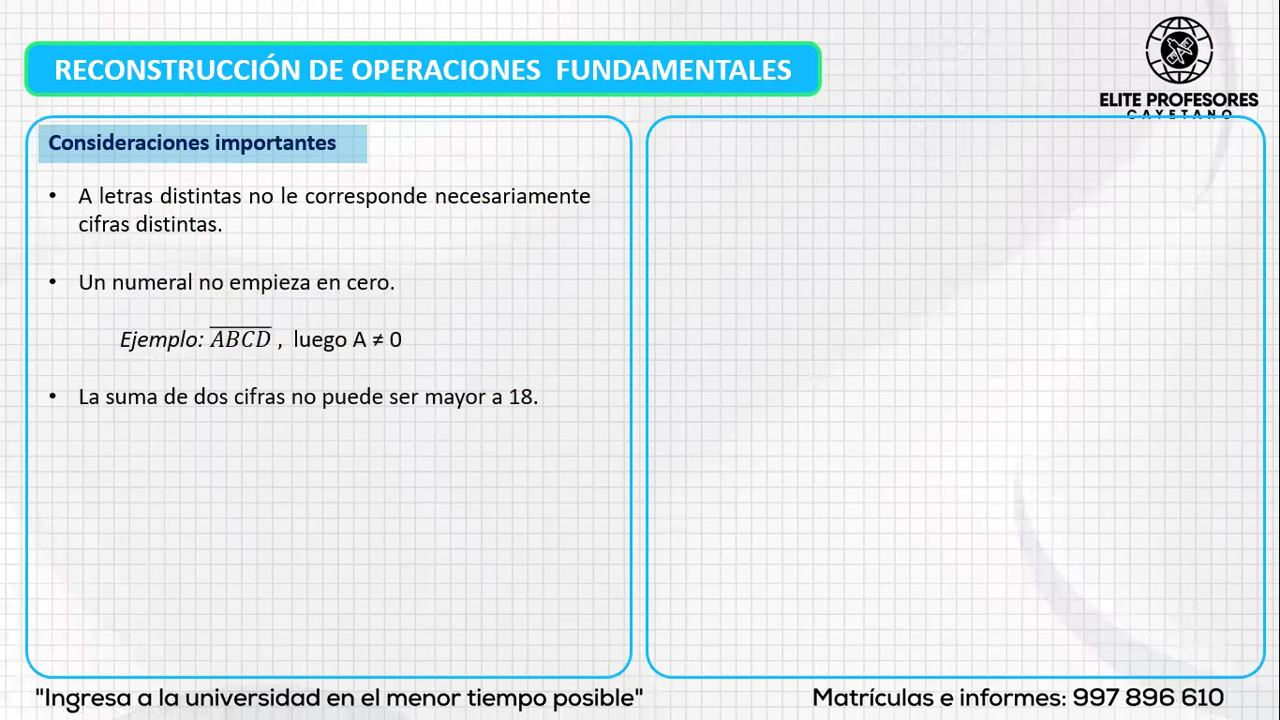 RECONSTRUCCIÓN DE OPERACIONES FUNDAMENTALES
ELITE PROFESORES
CAYETANO
Consideraciones importantes
• A letras distintas no le corresponde necesariamente
cifras distintas.
• Un numeral no empieza en cero.
Ejemplo: \overline{ABCD} , luego A ≠ 0
• La suma de dos cifras no puede ser mayor a 18.
"Ingresa a la universidad en el menor tiempo posible"
Matrículas e informes: 997 896 610